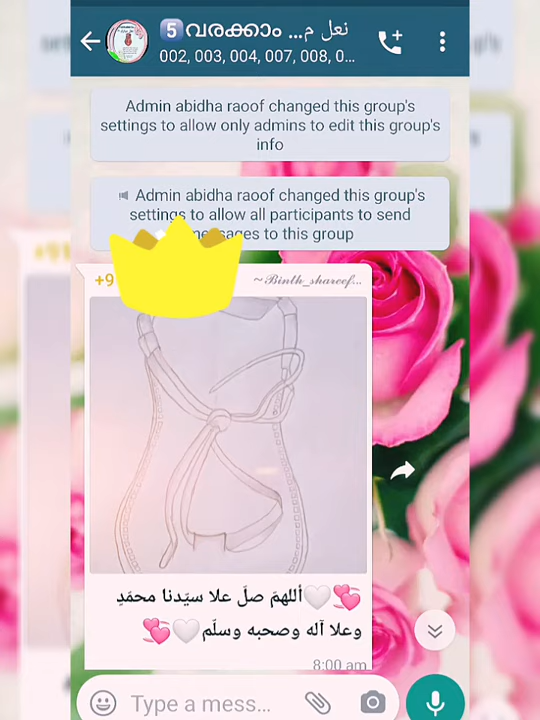 5 വരക്കാം ... نعل م
002, 003, 004, 007, 008, 0...
Admin abidha raoof changed this group's
settings to allow only admins to edit this group's
info
Admin abidha raoof changed this group's
settings to allow all participants to send
to this group
+9 ~Binth_shareef...
أللهمَ صلَ علا سيَدنا محمَدِ
وعلا آله وصحبه وسلَم
8:00 am
Type a mess...